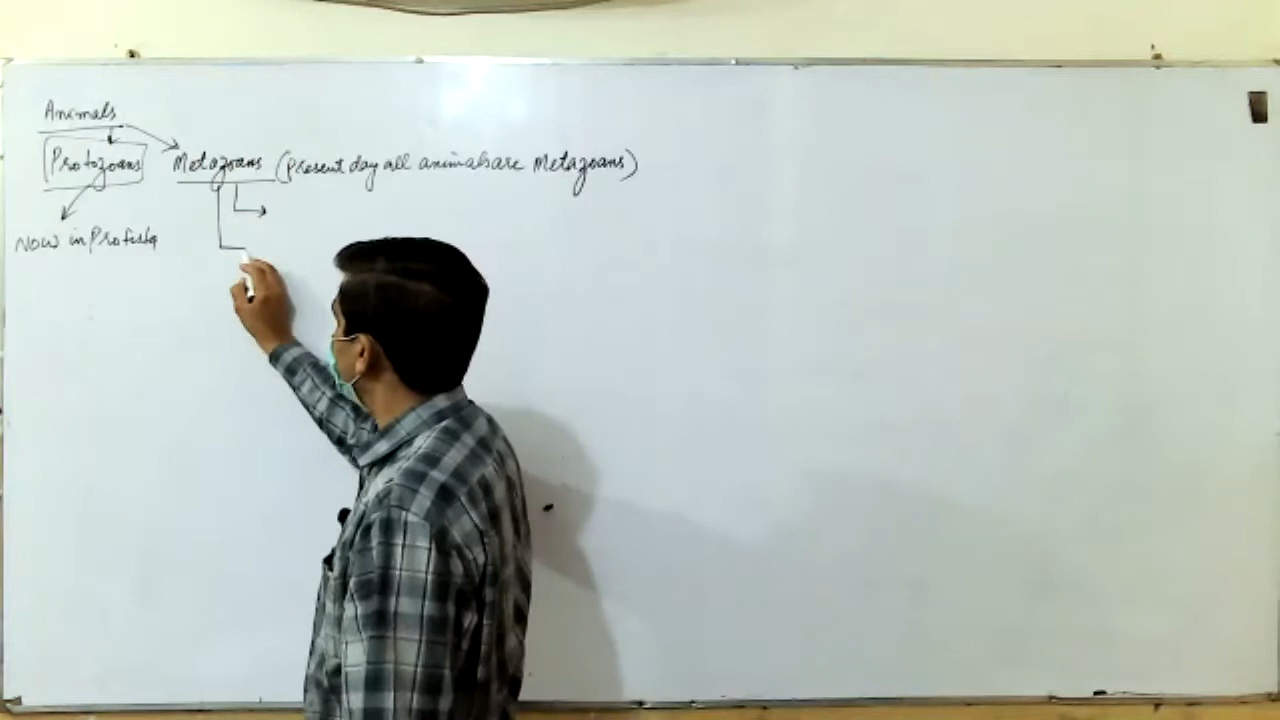 Animals
Protozoans Metazoans (Present day all animals are Metazoans)
Now in Protista